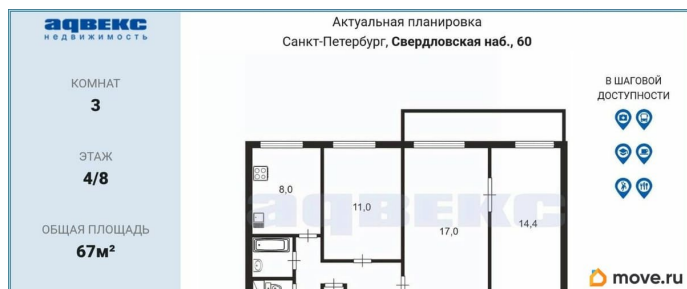 адвекс
недвижимость
КОМНАТ
3
ЭТАЖ
4/8
ОБЩАЯ ПЛОЩАДЬ
67м²
Актуальная планировка
Санкт-Петербург, Свердловская наб., 60
8,0
11,0
17,0
14,4
адвекс
В ШАГОВОЙ
ДОСТУПНОСТИ
move.ru